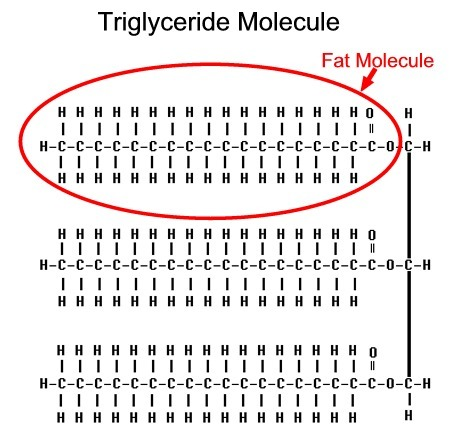 Triglyceride Molecule
Fat Molecule
H H H H H H H H H H H H H H H H H O H
H-C-C-C-C-C-C-C-C-C-C-C-C-C-C-C-C-C-C-O-C-H
H H H H H H H H H H H H H H H H H
H H H H H H H H H H H H H H H H H O
H-C-C-C-C-C-C-C-C-C-C-C-C-C-C-C-C-C-C-O-C-H
H H H H H H H H H H H H H H H H H
H H H H H H H H H H H H H H H H H O
H-C-C-C-C-C-C-C-C-C-C-C-C-C-C-C-C-C-C-O-C-H
H H H H H H H H H H H H H H H H H H